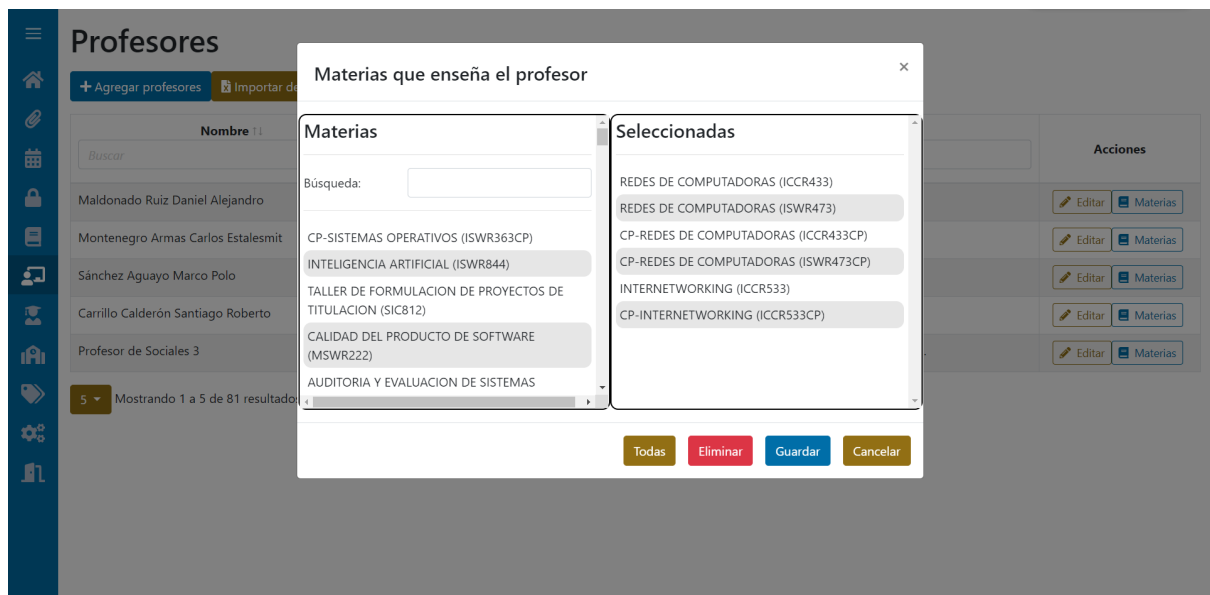 Profesores
+ Agregar profesores
Importar de
Nombre
Buscar
Acciones
Maldonado Ruiz Daniel Alejandro
Editar
Materias
Montenegro Armas Carlos Estalesmit
Editar
Materias
Sánchez Aguayo Marco Polo
Editar
Materias
Carrillo Calderón Santiago Roberto
Editar
Materias
Profesor de Sociales 3
Editar
Materias
5
Mostrando 1 a 5 de 81 resultados
Materias que enseña el profesor
×
Materias
Búsqueda:
CP-SISTEMAS OPERATIVOS (ISWR363CP)
INTELIGENCIA ARTIFICIAL (ISWR844)
TALLER DE FORMULACION DE PROYECTOS DE
TITULACION (SIC812)
CALIDAD DEL PRODUCTO DE SOFTWARE
(MSWR222)
AUDITORIA Y EVALUACION DE SISTEMAS
Seleccionadas
REDES DE COMPUTADORAS (ICCR433)
REDES DE COMPUTADORAS (ISWR473)
CP-REDES DE COMPUTADORAS (ICCR433CP)
CP-REDES DE COMPUTADORAS (ISWR473CP)
INTERNETWORKING (ICCR533)
CP-INTERNETWORKING (ICCR533CP)
Todas
Eliminar
Guardar
Cancelar